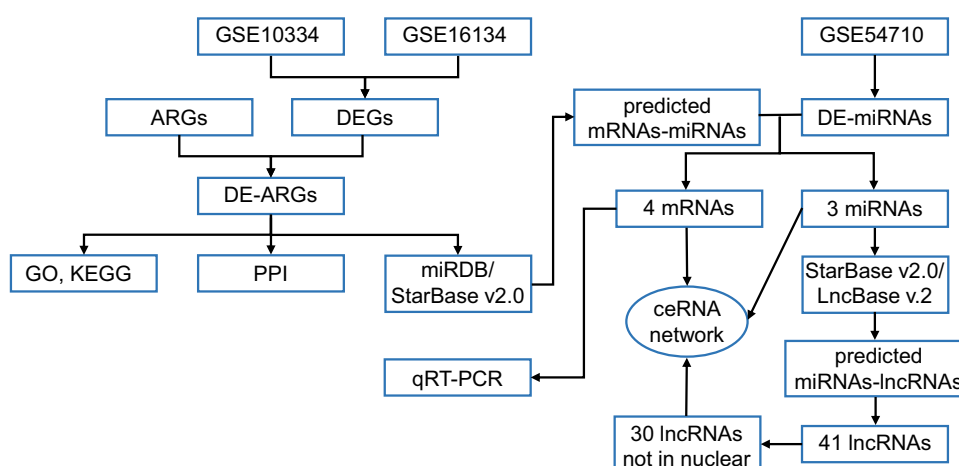 GSE10334
GSE16134
GSE54710
ARGs
DEGs
predicted
mRNAs-miRNAs
DE-miRNAs
DE-ARGs
4 mRNAs
3 miRNAs
GO, KEGG
PPI
miRDB/
StarBase v2.0
StarBase v2.0/
LncBase v.2
ceRNA
network
qRT-PCR
predicted
miRNAs-lncRNAs
30 lncRNAs
not in nuclear
41 lncRNAs